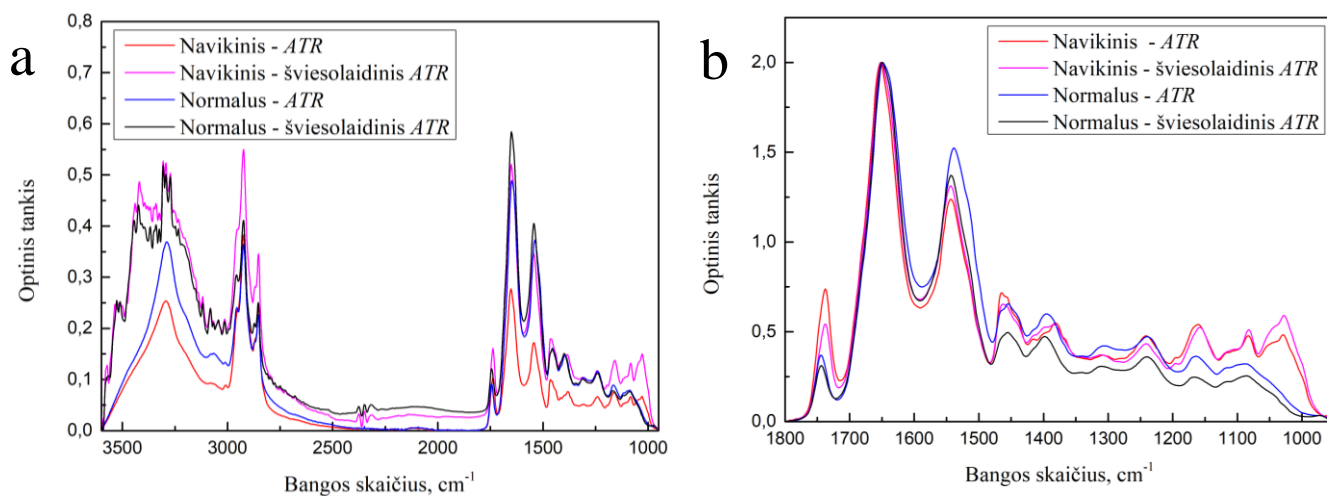 a
0,8
0,7
0,6
0,5
0,4
0,3
0,2
0,1
0,0
Optinis tankis
Navikinis - ATR
Navikinis - šviesolaidinis ATR
Normalus - ATR
Normalus - šviesolaidinis ATR
3500 3000 2500 2000 1500 1000
Bangos skaičius, cm⁻¹
b
2,0
1,5
1,0
0,5
0,0
Optinis tankis
Navikinis - ATR
Navikinis - šviesolaidinis ATR
Normalus - ATR
Normalus - šviesolaidinis ATR
1800 1700 1600 1500 1400 1300 1200 1100 1000
Bangos skaičius, cm⁻¹